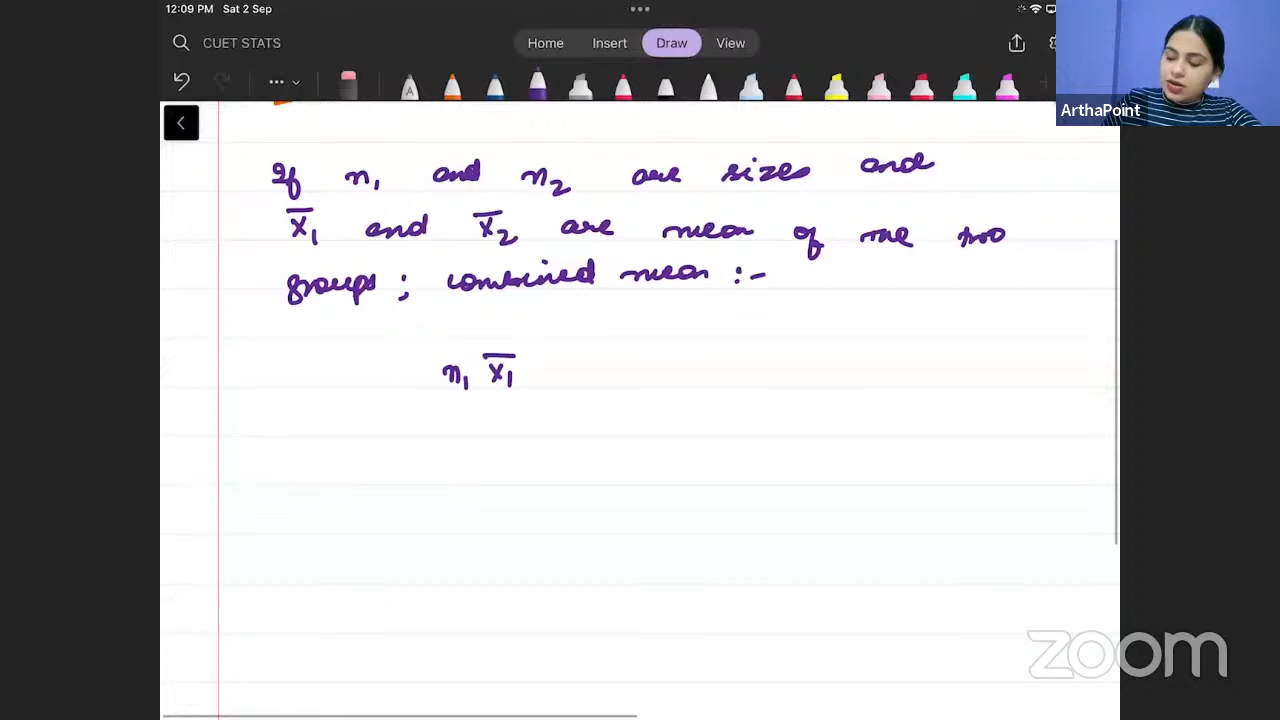 12:09 PM Sat 2 Sep
CUET STATS
Home Insert Draw View
A
ArthaPoint
If n₁ and n₂ are sizes and
x̄₁ and x̄₂ are mean of the two
groups; combined mean :-
n₁ x̄₁
zoom